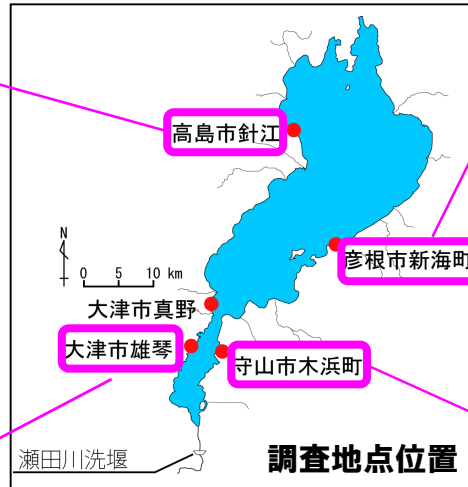 高島市針江
彦根市新海町
N
0 5 10 km
大津市真野
大津市雄琴
守山市木浜町
瀬田川洗堰
調査地点位置